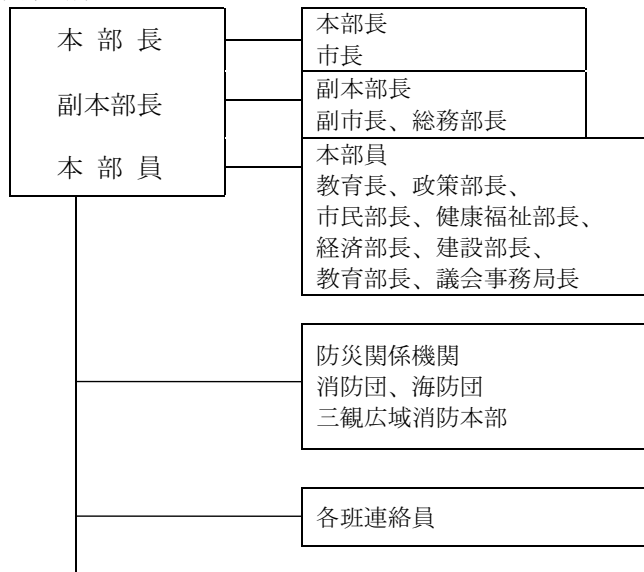 本 部 長
本部長
市長
副本部長
副本部長
副市長、総務部長
本 部 員
本部員
教育長、政策部長、
市民部長、健康福祉部長、
経済部長、建設部長、
教育部長、議会事務局長
防災関係機関
消防団、海防団
三観広域消防本部
各班連絡員